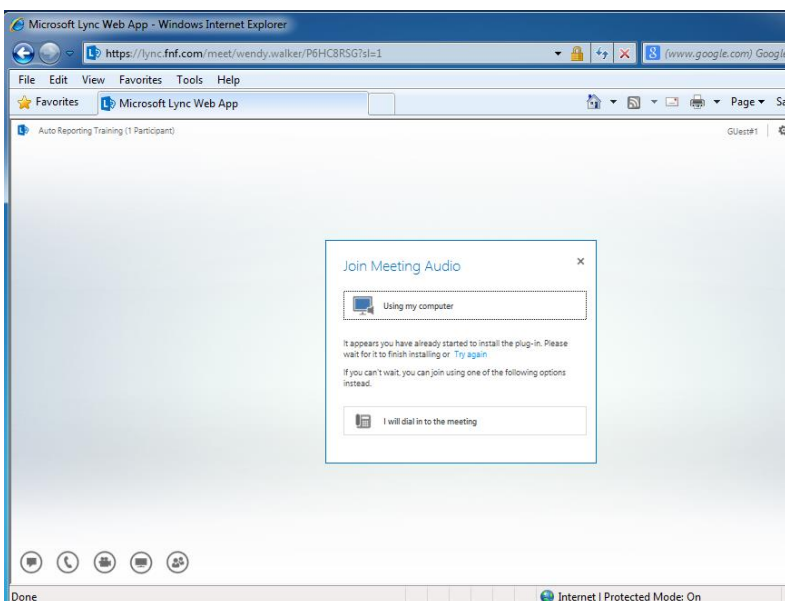 Microsoft Lync Web App - Windows Internet Explorer
https://lync.fnf.com/meet/wendy.walker/P6HC8RSG?sl=1
(www.google.com) Google
File Edit View Favorites Tools Help
Favorites Microsoft Lync Web App Page
Auto Reporting Training (1 Participant) GUest#1
Join Meeting Audio
Using my computer
It appears you have already started to install the plug-in. Please
wait for it to finish installing or Try again
If you can't wait, you can join using one of the following options
instead.
I will dial in to the meeting
Done Internet | Protected Mode: On